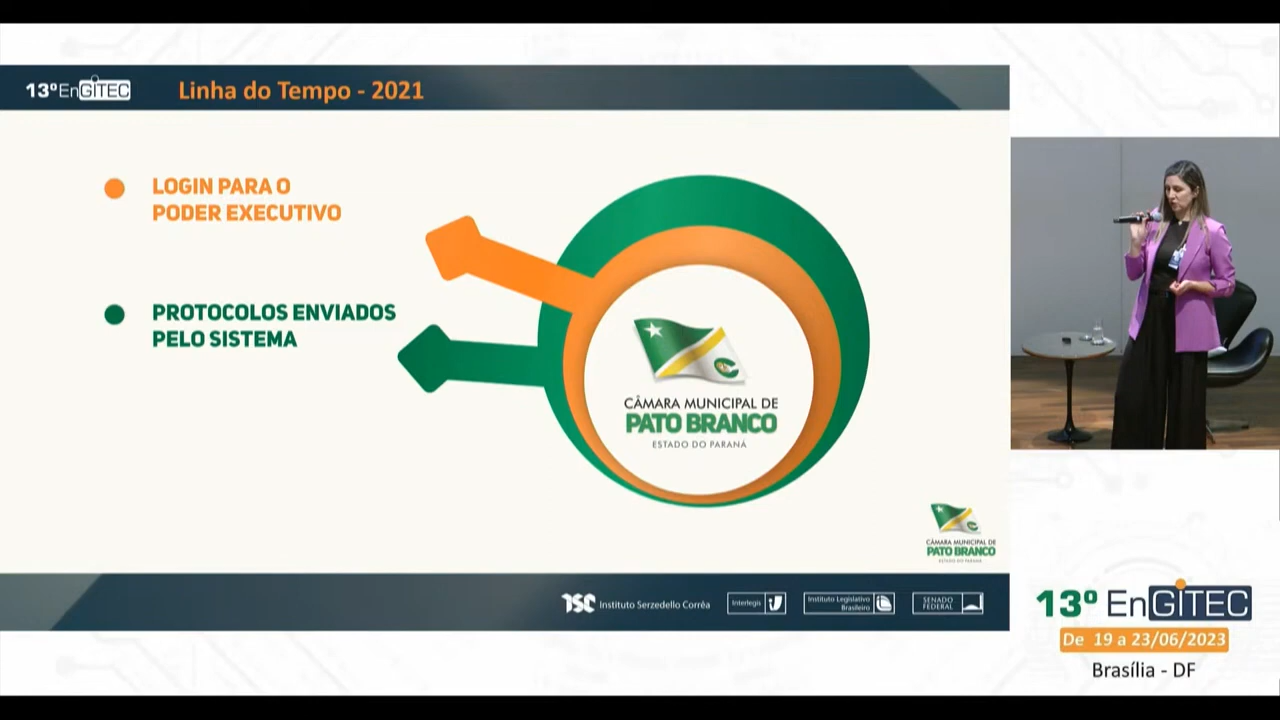 13º EnGITEC
Linha do Tempo - 2021
LOGIN PARA O
PODER EXECUTIVO
PROTOCOLOS ENVIADOS
PELO SISTEMA
CÂMARA MUNICIPAL DE
PATO BRANCO
ESTADO DO PARANÁ
CÂMARA MUNICIPAL DE
PATO BRANCO
ESTADO DO PARANÁ
ISC Instituto Serzedello Corrêa
Interlegis
Instituto Legislativo
Brasileiro
SENADO
FEDERAL
13º EnGITEC
De 19 a 23/06/2023
Brasília - DF